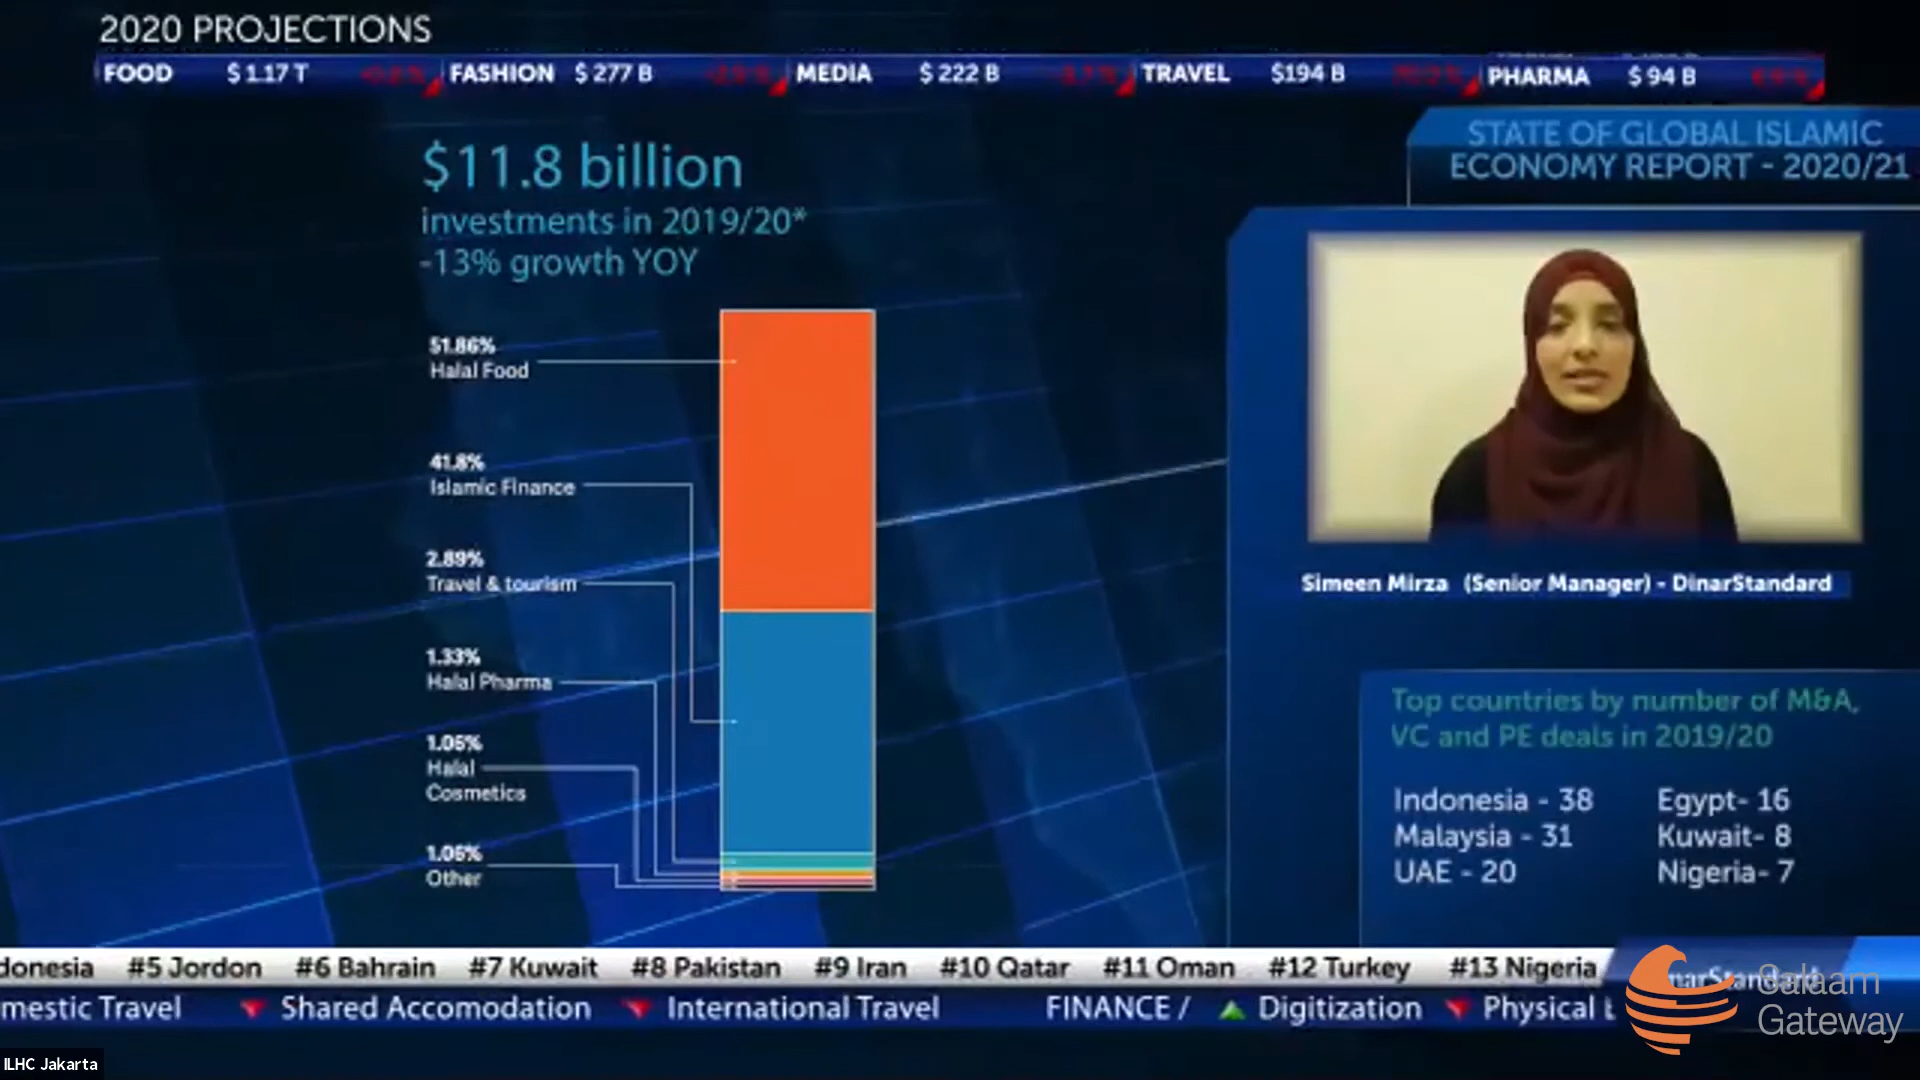 2020 PROJECTIONS
FOOD $ 1.17 T FASHION $ 277 B MEDIA $ 222 B TRAVEL $194 B PHARMA $ 94 B
STATE OF GLOBAL ISLAMIC
ECONOMY REPORT - 2020/21
$11.8 billion
investments in 2019/20*
-13% growth YOY
51.86%
Halal Food
41.8%
Islamic Finance
2.89%
Travel & tourism
1.33%
Halal Pharma
1.05%
Halal
Cosmetics
1.05%
Other
Simeen Mirza (Senior Manager) - DinarStandard
Top countries by number of M&A,
VC and PE deals in 2019/20
Indonesia - 38 Egypt- 16
Malaysia - 31 Kuwait- 8
UAE - 20 Nigeria- 7
donesia #5 Jordon #6 Bahrain #7 Kuwait #8 Pakistan #9 Iran #10 Qatar #11 Oman #12 Turkey #13 Nigeria
mestic Travel Shared Accomodation International Travel FINANCE / Digitization Physical
narStandard
Salaam
Gateway
ILHC Jakarta